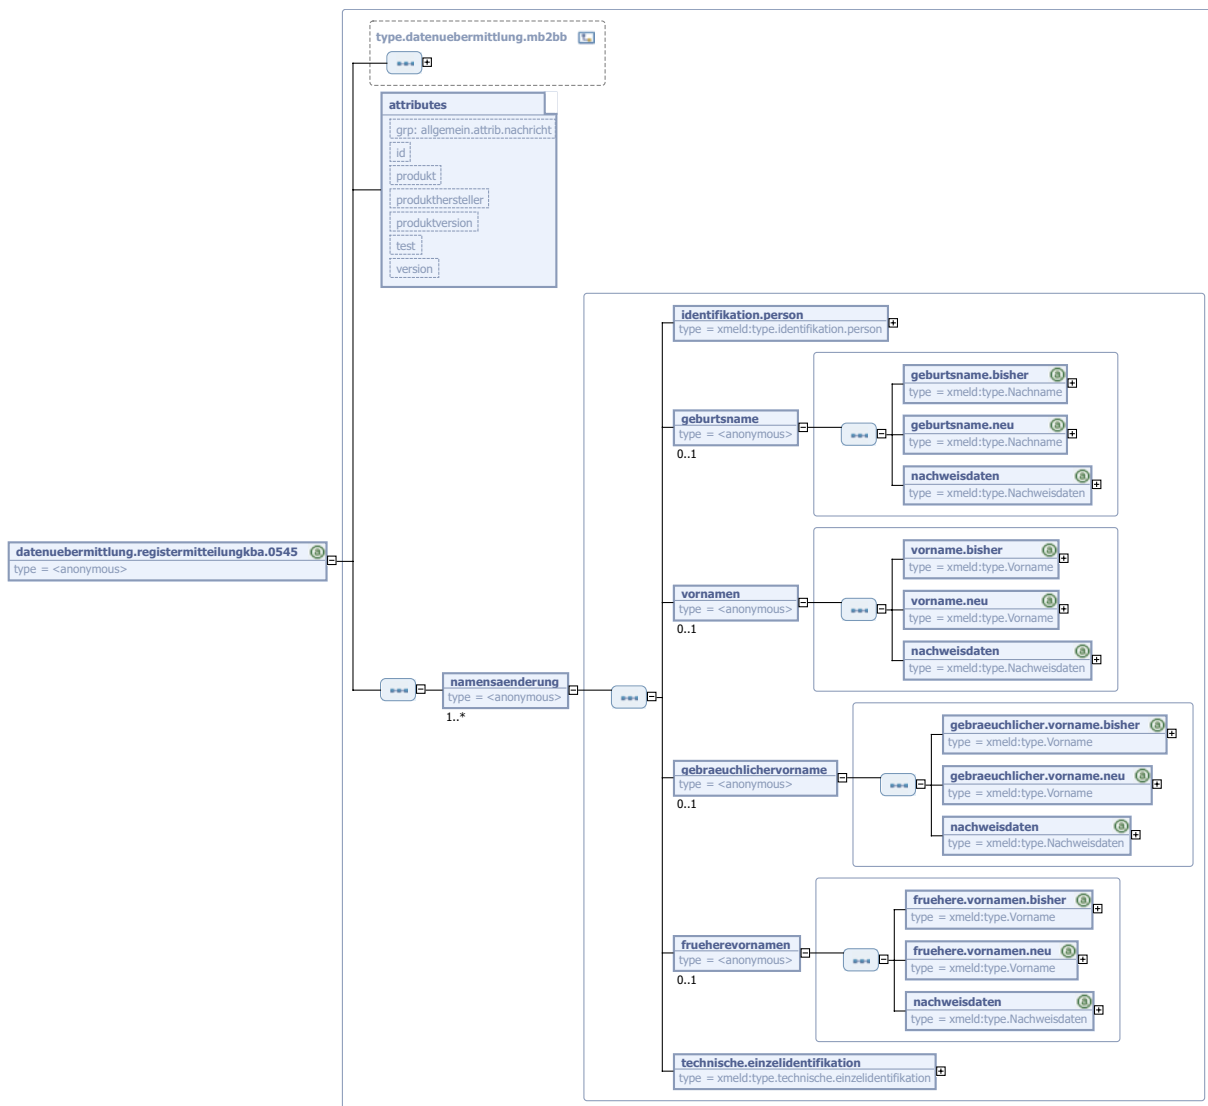 type.datenuebermittlung.mb2bb
attributes
grp: allgemein.attrib.nachricht
id
produkt
produkthersteller
produktversion
test
version
identifikation.person
type = xmeld:type.identifikation.person
geburtsname.bisher
type = xmeld:type.Nachname
geburtsname
type = <anonymous>
0..1
geburtsname.neu
type = xmeld:type.Nachname
nachweisdaten
type = xmeld:type.Nachweisdaten
datenuebermittlung.registermitteilungkba.0545
type = <anonymous>
vorname.bisher
type = xmeld:type.Vorname
vornamen
type = <anonymous>
0..1
vorname.neu
type = xmeld:type.Vorname
nachweisdaten
type = xmeld:type.Nachweisdaten
namensaenderung
type = <anonymous>
1..*
gebraeuchlicher.vorname.bisher
type = xmeld:type.Vorname
gebraeuchlichervorname
type = <anonymous>
0..1
gebraeuchlicher.vorname.neu
type = xmeld:type.Vorname
nachweisdaten
type = xmeld:type.Nachweisdaten
fruehere.vornamen.bisher
type = xmeld:type.Vorname
frueherevornamen
type = <anonymous>
0..1
fruehere.vornamen.neu
type = xmeld:type.Vorname
nachweisdaten
type = xmeld:type.Nachweisdaten
technische.einzelidentifikation
type = xmeld:type.technische.einzelidentifikation